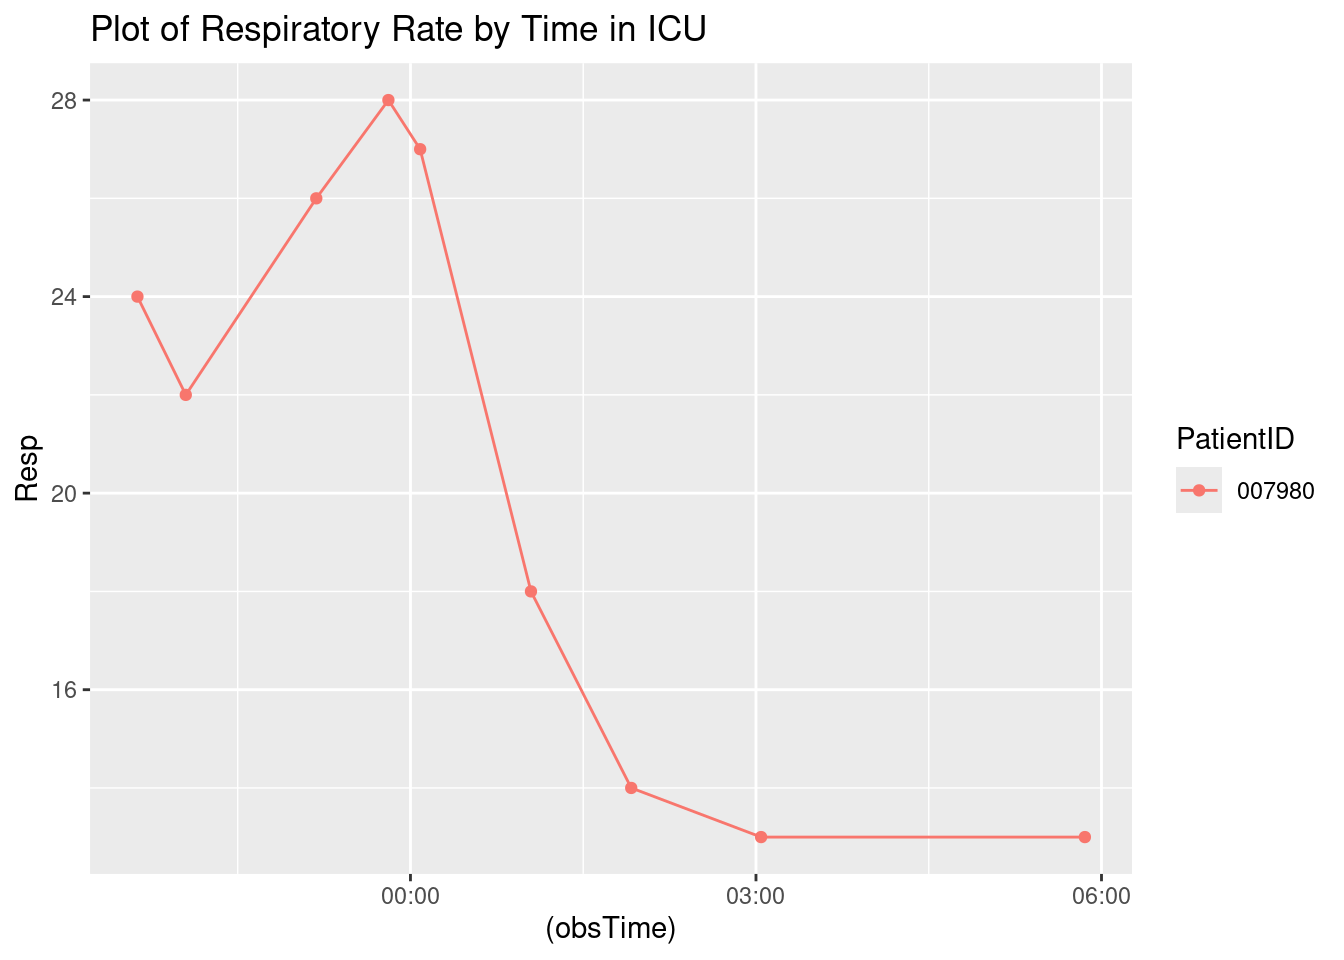 Plot of Respiratory Rate by Time in ICU
28
24
20
16
Resp
00:00
03:00
06:00
(obsTime)
PatientID
007980